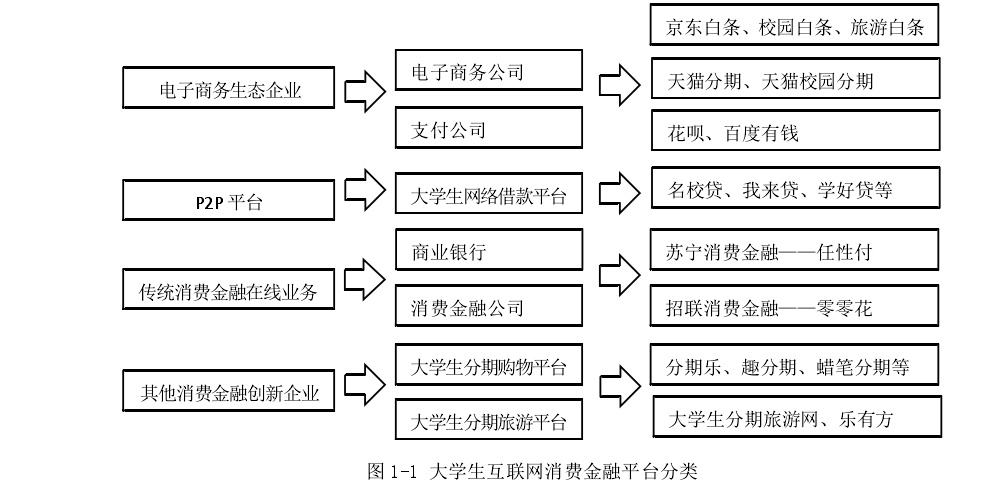 京东白条、校园白条、旅游白条
电子商务公司
天猫分期、天猫校园分期
电子商务生态企业
支付公司
花呗、百度有钱
P2P 平台
大学生网络借款平台
名校贷、我来贷、学好贷等
商业银行
苏宁消费金融——任性付
传统消费金融在线业务
消费金融公司
招联消费金融——零零花
大学生分期购物平台
分期乐、趣分期、蜡笔分期等
其他消费金融创新企业
大学生分期旅游平台
大学生分期旅游网、乐有方
图 1-1 大学生互联网消费金融平台分类